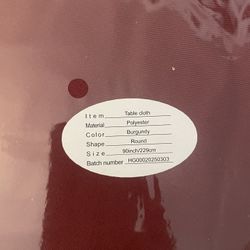 Item Table cloth
Material Polyester
Color Burgundy
Shape Round
Size 90inch/229cm
Batch number HG00020250303